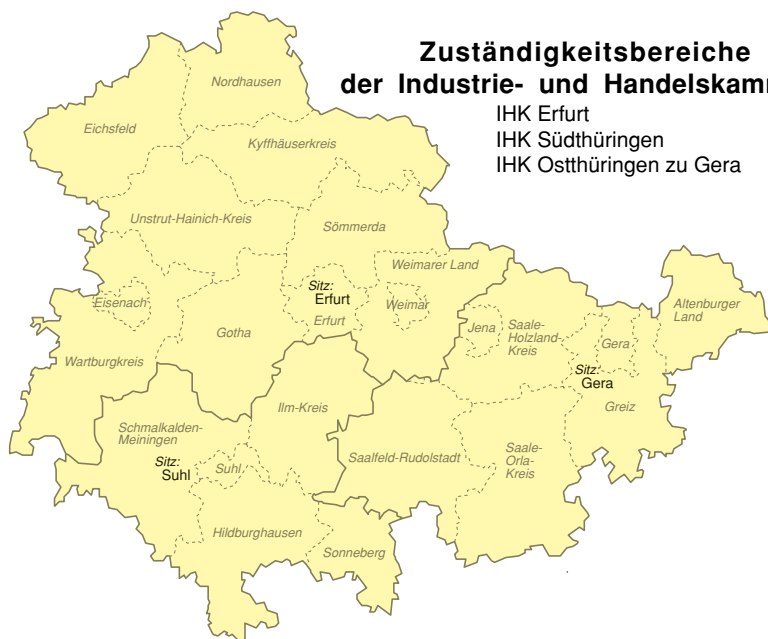 Zuständigkeitsbereiche
der Industrie- und Handelskamm
IHK Erfurt
IHK Südthüringen
IHK Ostthüringen zu Gera
Nordhausen
Eichsfeld
Kyffhäuserkreis
Unstrut-Hainich-Kreis
Sömmerda
Weimarer Land
Eisenach
Sitz:
Erfurt
Erfurt
Weimar
Gotha
Wartburgkreis
Altenburger
Land
Jena
Saale-
Holzland-
Kreis
Gera
Sitz:
Gera
Greiz
Ilm-Kreis
Schmalkalden-
Meiningen
Sitz:
Suhl
Suhl
Saalfeld-Rudolstadt
Saale-
Orla-
Kreis
Hildburghausen
Sonneberg